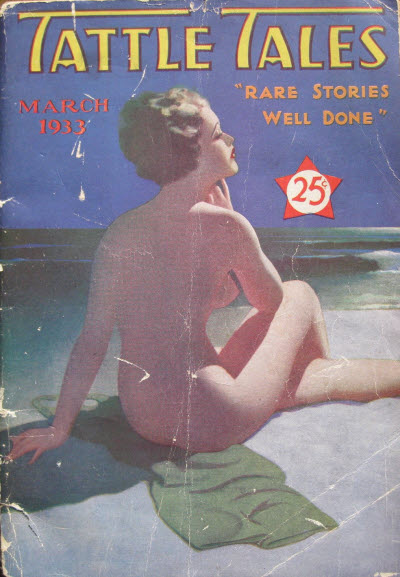 TATTLE TALES
MARCH
1933
"RARE STORIES
WELL DONE"
25¢